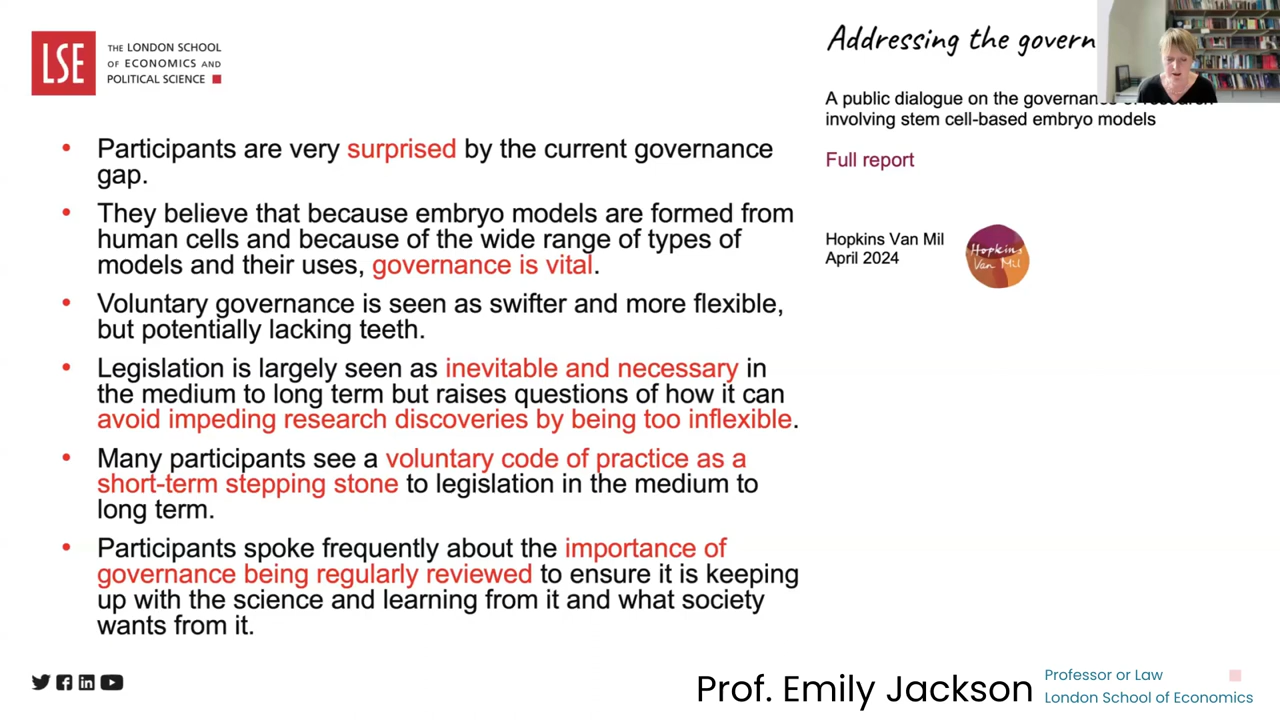 LSE
THE LONDON SCHOOL
OF ECONOMICS AND
POLITICAL SCIENCE
Addressing the govern
A public dialogue on the governance of research
involving stem cell-based embryo models
Full report
Hopkins Van Mil
April 2024
Hopkins
Van Mil
• Participants are very surprised by the current governance
gap.
• They believe that because embryo models are formed from
human cells and because of the wide range of types of
models and their uses, governance is vital.
• Voluntary governance is seen as swifter and more flexible,
but potentially lacking teeth.
• Legislation is largely seen as inevitable and necessary in
the medium to long term but raises questions of how it can
avoid impeding research discoveries by being too inflexible.
• Many participants see a voluntary code of practice as a
short-term stepping stone to legislation in the medium to
long term.
• Participants spoke frequently about the importance of
governance being regularly reviewed to ensure it is keeping
up with the science and learning from it and what society
wants from it.
Prof. Emily Jackson
Professor or Law
London School of Economics